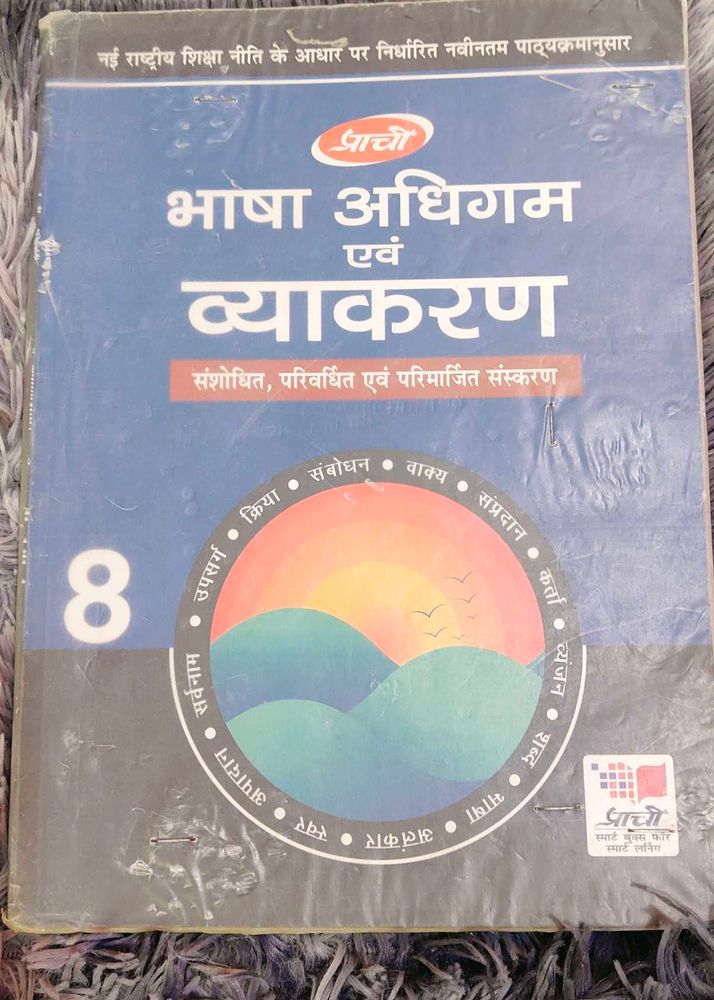 नई राष्ट्रीय शिक्षा नीति के आधार पर निर्धारित नवीनतम पाठ्यक्रमानुसार
प्राची
भाषा अधिगम
एवं
व्याकरण
संशोधित, परिवर्धित एवं परिमार्जित संस्करण
8
सर्वनाम • उपसर्ग • क्रिया • संबोधन • वाक्य • संप्रदान • कर्ता • व्यंजन • शब्द • भाषा • अलंकार • स्वर • अपादान •
प्राची
स्मार्ट बुक्स फॉर
स्मार्ट लर्निंग